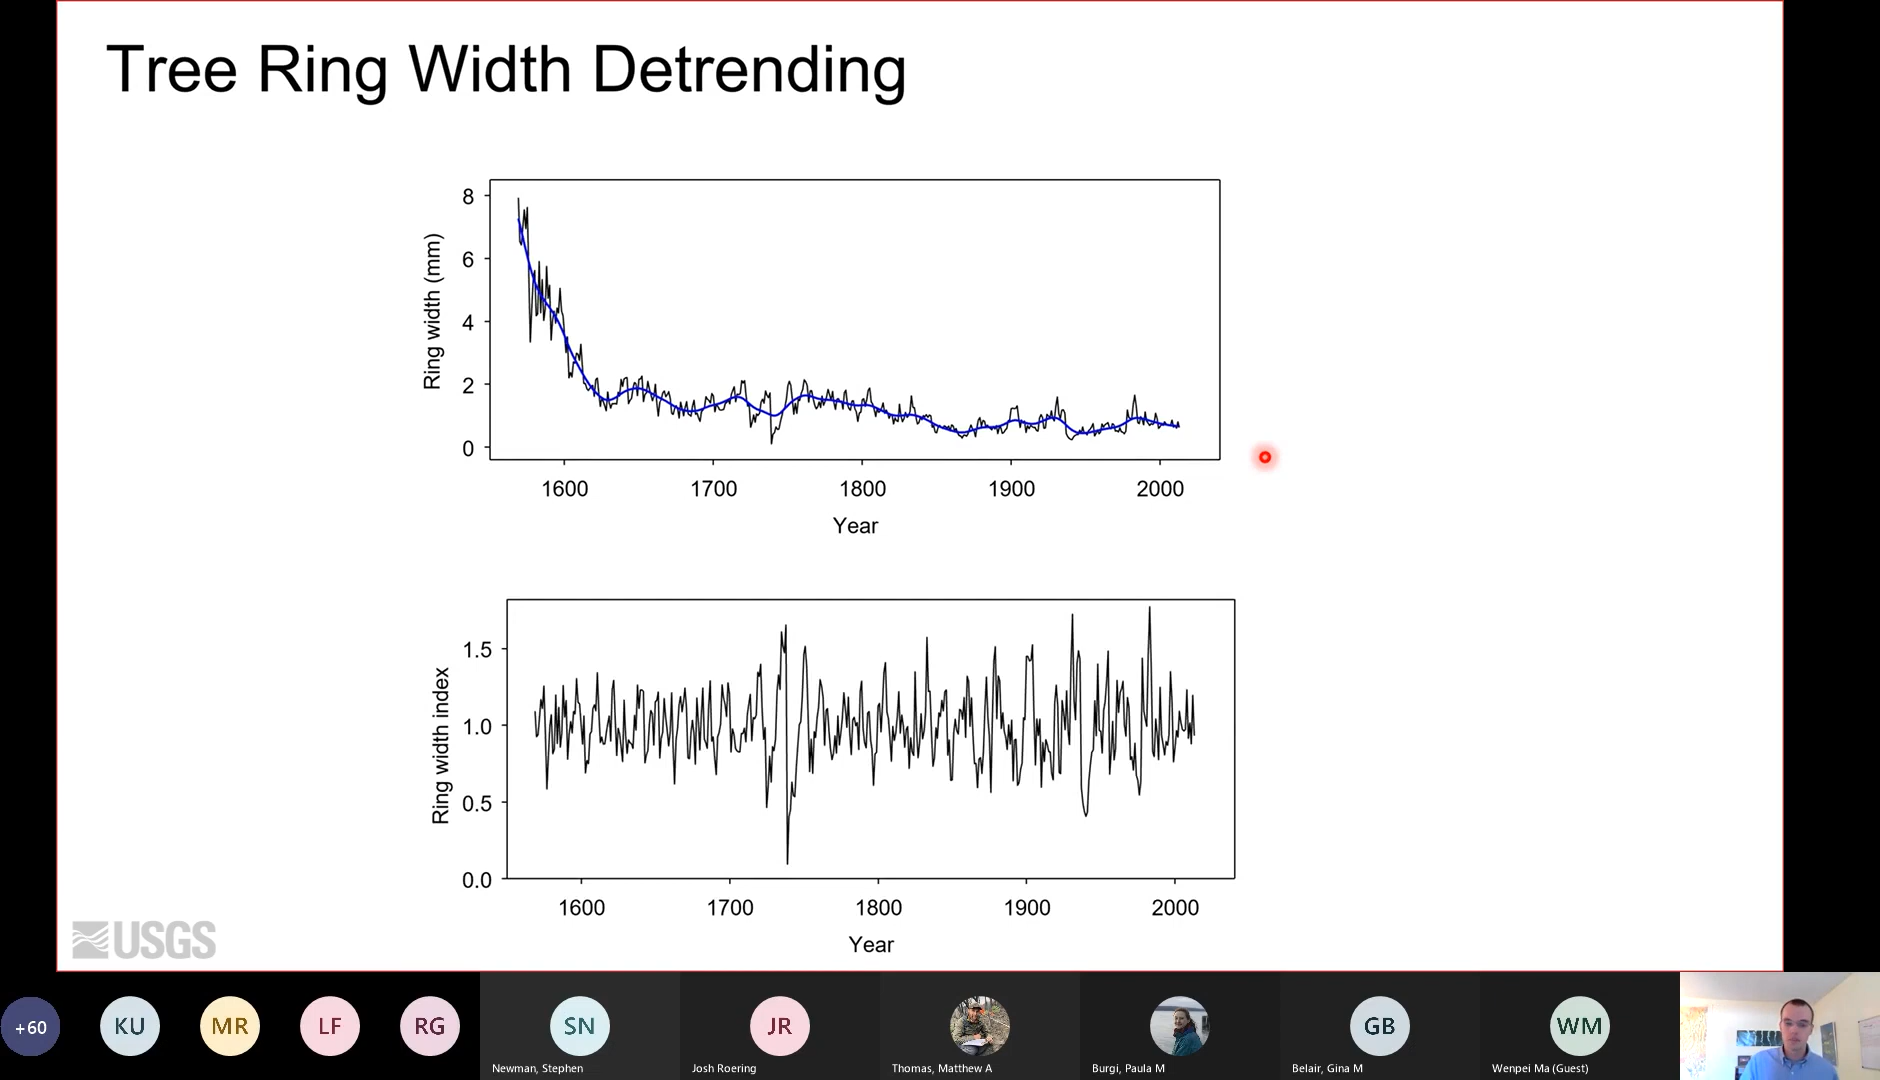 Tree Ring Width Detrending
Ring width (mm)
8
6
4
2
0
1600 1700 1800 1900 2000
Year
Ring width index
1.5
1.0
0.5
0.0
1600 1700 1800 1900 2000
Year
USGS
+60 KU MR LF RG SN JR GB WM
Newman, Stephen Josh Roering Thomas, Matthew A Burgi, Paula M Belair, Gina M Wenpei Ma (Guest)